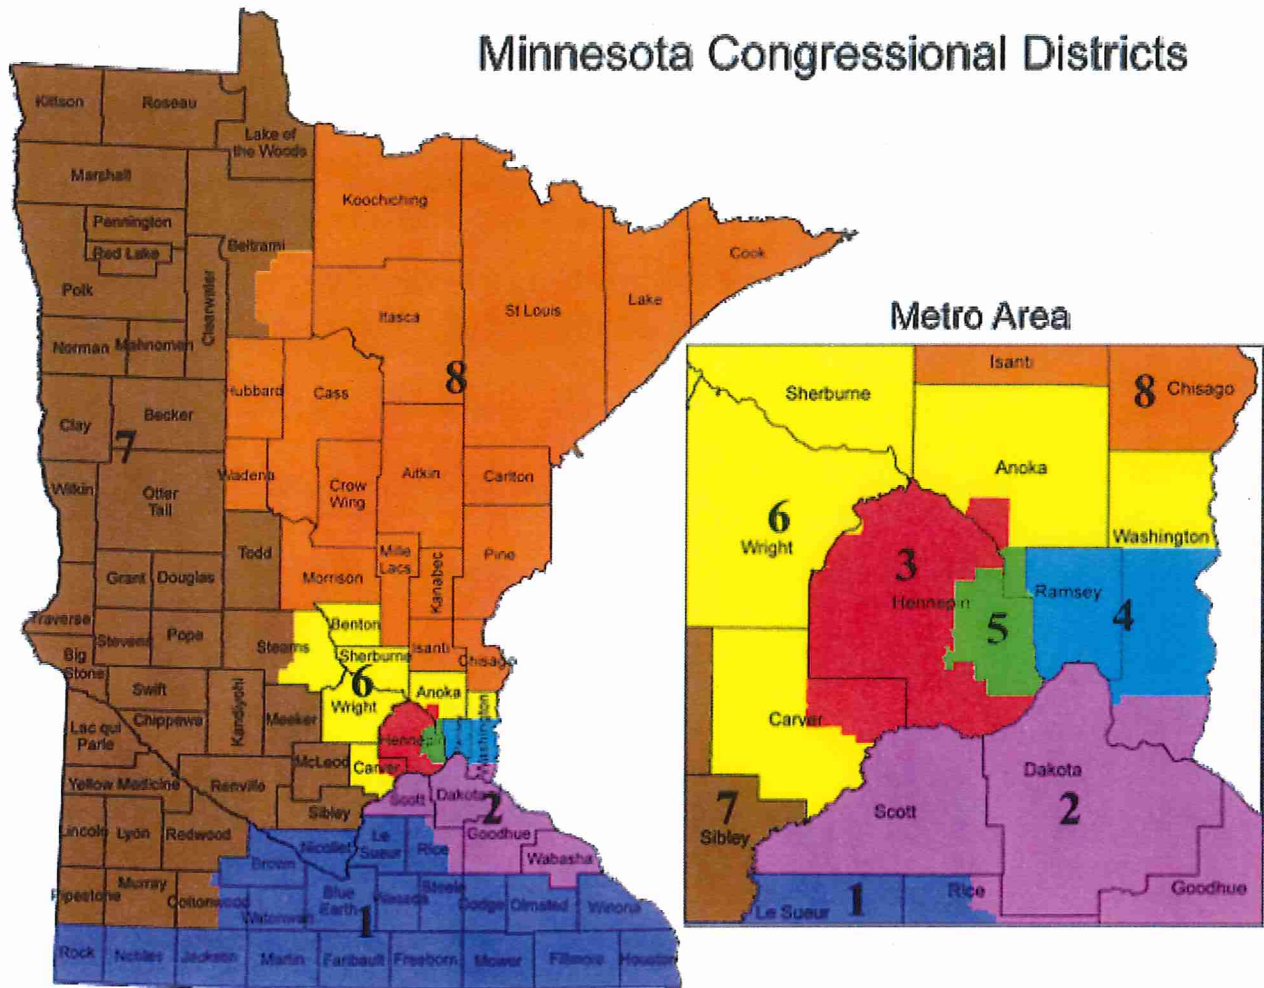 Minnesota Congressional Districts
Kittson
Roseau
Lake of
the Woods
Marshall
Koochiching
Pennington
Red Lake
Beltrami
Cook
Polk
Clearwater
Itasca
St Louis
Lake
Norman
Mahnomen
8
Hubbard
Cass
Clay
Becker
7
Wadena
Aitkin
Carlton
Wilkin
Otter
Tail
Crow
Wing
Todd
Mille
Lacs
Kanabec
Pine
Grant
Douglas
Morrison
Traverse
Benton
Stevens
Pope
Stearns
Sherburne
Isanti
Chisago
Big
Stone
6
Swift
Kandiyohi
Anoka
Wright
Meeker
Chippewa
Lac qui
Parle
Washington
Hennepin
McLeod
Carver
Yellow Medicine
Renville
Scott
Dakota
2
Sibley
Lincoln
Lyon
Redwood
Nicollet
Le
Sueur
Rice
Goodhue
Wabasha
Brown
Pipestone
Murray
Cottonwood
Watonwan
Blue
Earth
Waseca
Steele
Dodge
Olmsted
Winona
1
Rock
Nobles
Jackson
Martin
Faribault
Freeborn
Mower
Fillmore
Houston
Metro Area
Isanti
Sherburne
8
Chisago
Anoka
6
Wright
Washington
3
Hennepin
Ramsey
5
4
Carver
Dakota
7
Sibley
Scott
2
Rice
Goodhue
Le Sueur
1